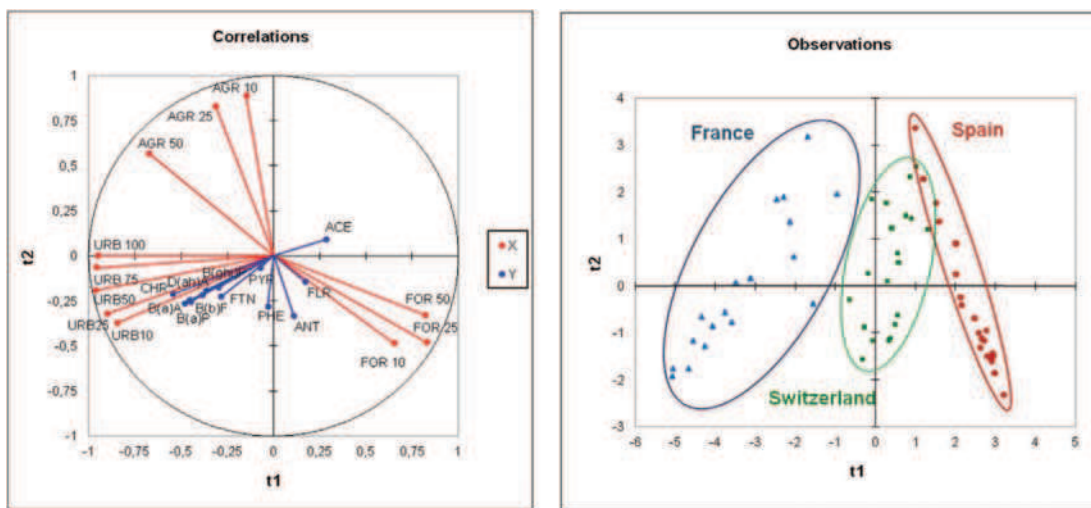 Correlations
1
0,75
0,5
0,25
0
-0,25
-0,5
-0,75
-1
t2
AGR 10
AGR 25
AGR 50
ACE
URB 100
URB 75
URB50
URB25
URB10
CHR
D(ah)A
PYR
B(a)A
B(b)F
FTN
B(a)P
PHE
ANT
FLR
FOR 50
FOR 25
FOR 10
X
Y
-1 -0,75 -0,5 -0,25 0 0,25 0,5 0,75 1
t1
Observations
4
3
2
1
0
-1
-2
-3
t2
France
Spain
Switzerland
-6 -5 -4 -3 -2 -1 0 1 2 3 4 5
t1